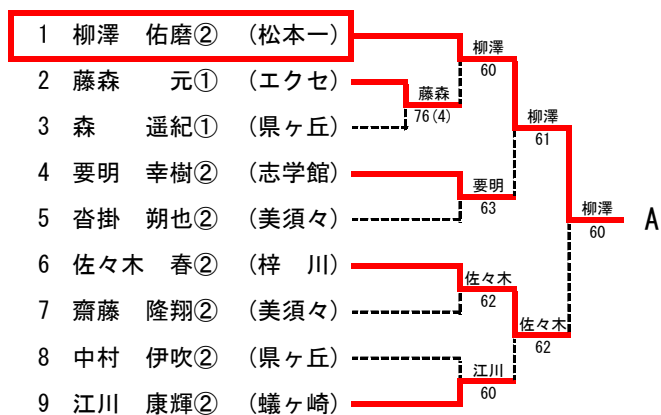 1 柳澤 佑磨② (松本一)
2 藤森 元① (エクセ)
3 森 遥紀① (県ヶ丘)
4 要明 幸樹② (志学館)
5 沓掛 朔也② (美須々)
6 佐々木 春② (梓 川)
7 齋藤 隆翔② (美須々)
8 中村 伊吹② (県ヶ丘)
9 江川 康輝② (蟻ヶ崎)
藤森
76(4)
柳澤
60
要明
63
佐々木
62
江川
60
柳澤
61
佐々木
62
柳澤
60
A